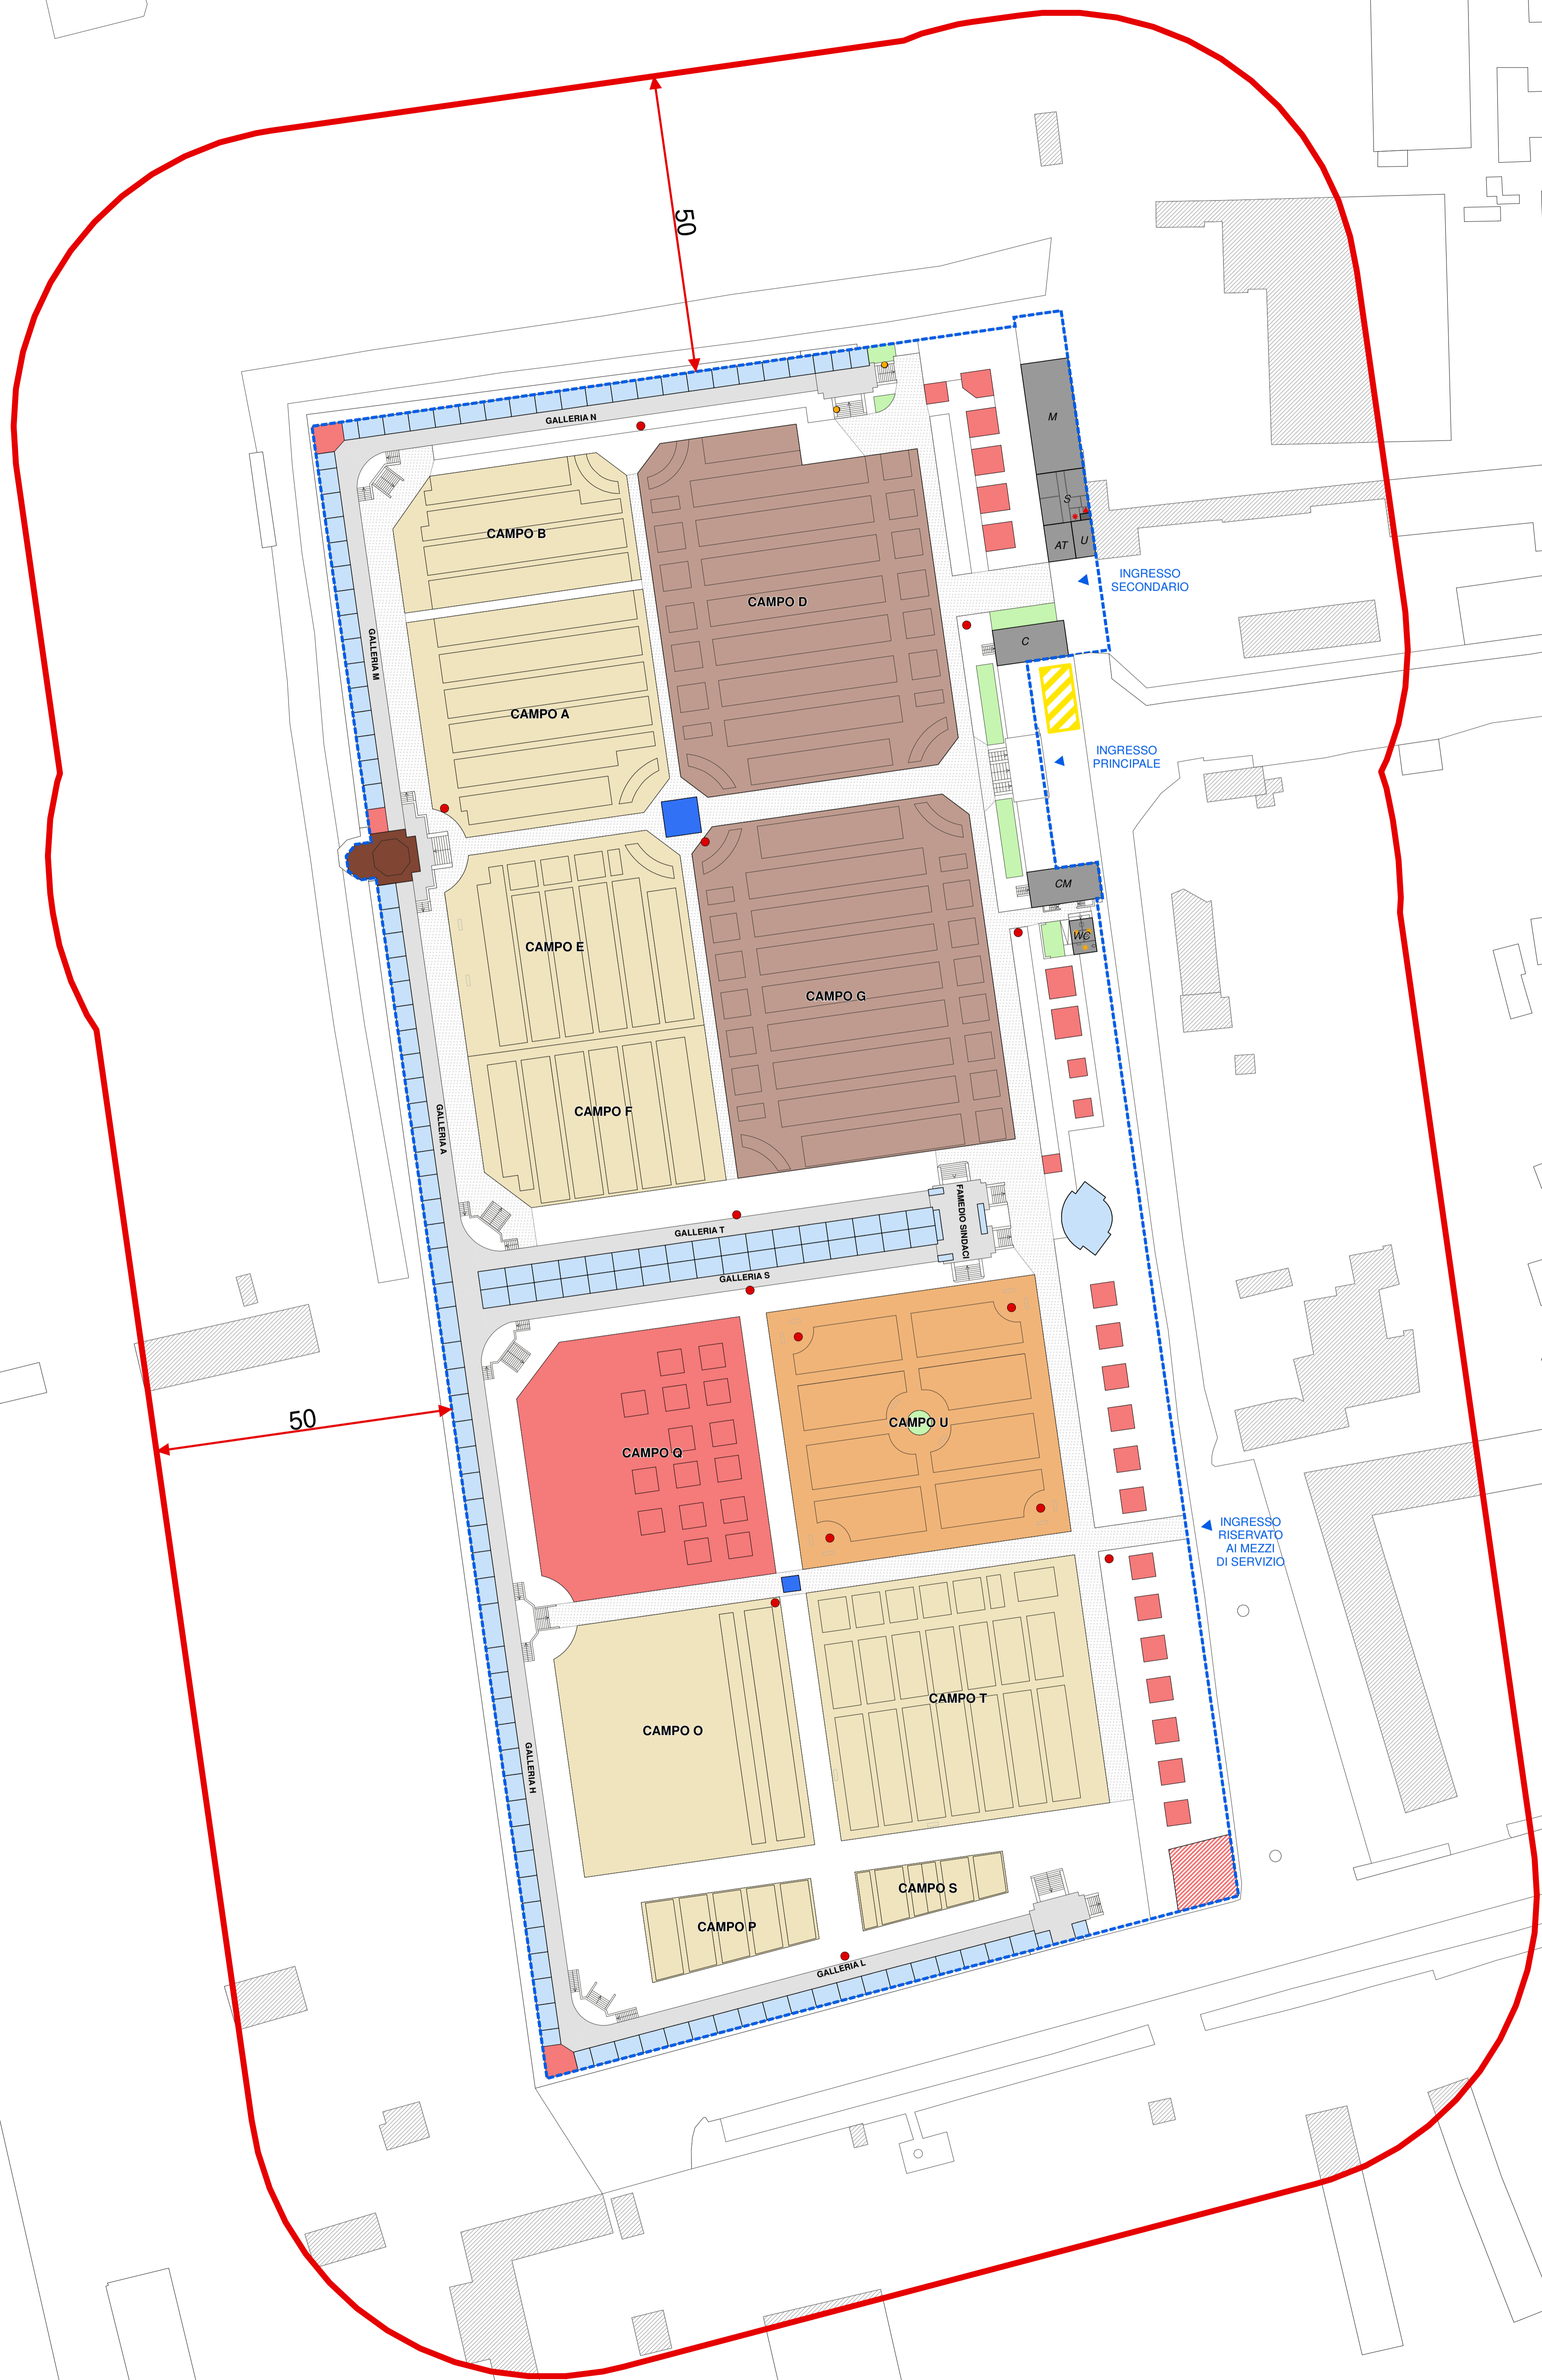 50
GALLERIA N
M
CAMPO B
S
AT
U
INGRESSO
SECONDARIO
CAMPO D
C
GALLERIA M
CAMPO A
INGRESSO
PRINCIPALE
CM
WC
CAMPO E
CAMPO G
GALLERIA A
CAMPO F
GALLERIA T
FAMEDIO SINDACI
GALLERIA S
50
CAMPO U
CAMPO Q
INGRESSO
RISERVATO
AI MEZZI
DI SERVIZIO
CAMPO T
CAMPO O
GALLERIA H
CAMPO S
CAMPO P
GALLERIA L